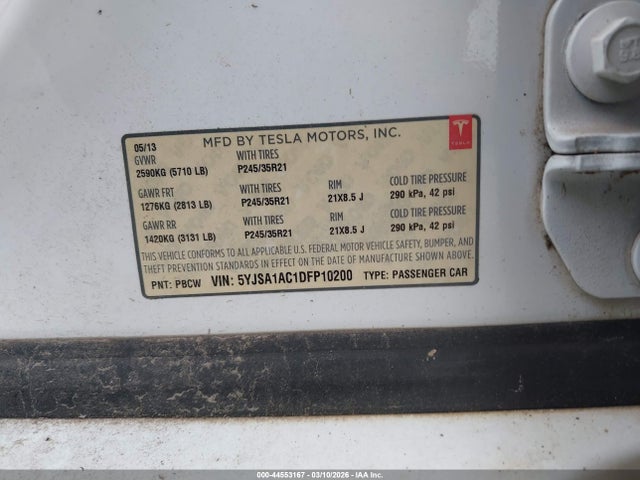 MFD BY TESLA MOTORS, INC.
TESLA
05/13
GVWR WITH TIRES
2590KG (5710 LB) P245/35R21
GAWR FRT WITH TIRES RIM COLD TIRE PRESSURE
1276KG (2813 LB) P245/35R21 21X8.5 J 290 kPa, 42 psi
GAWR RR WITH TIRES RIM COLD TIRE PRESSURE
1420KG (3131 LB) P245/35R21 21X8.5 J 290 kPa, 42 psi
THIS VEHICLE CONFORMS TO ALL APPLICABLE U.S. FEDERAL MOTOR VEHICLE SAFETY, BUMPER, AND
THEFT PREVENTION STANDARDS IN EFFECT ON THE DATE OF MANUFACTURE SHOWN ABOVE.
PNT: PBCW VIN: 5YJSA1AC1DFP10200 TYPE: PASSENGER CAR
000-44553167 - 03/10/2026 - IAA Inc.